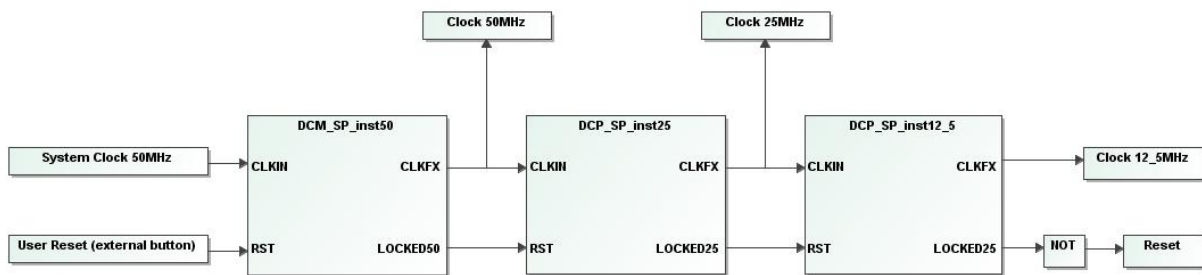 Clock 50MHz
Clock 25MHz
DCM_SP_inst50
DCP_SP_inst25
DCP_SP_inst12_5
System Clock 50MHz
CLKIN
CLKFX
CLKIN
CLKFX
CLKIN
CLKFX
Clock 12_5MHz
User Reset (external button)
RST
LOCKED50
RST
LOCKED25
RST
LOCKED25
NOT
Reset